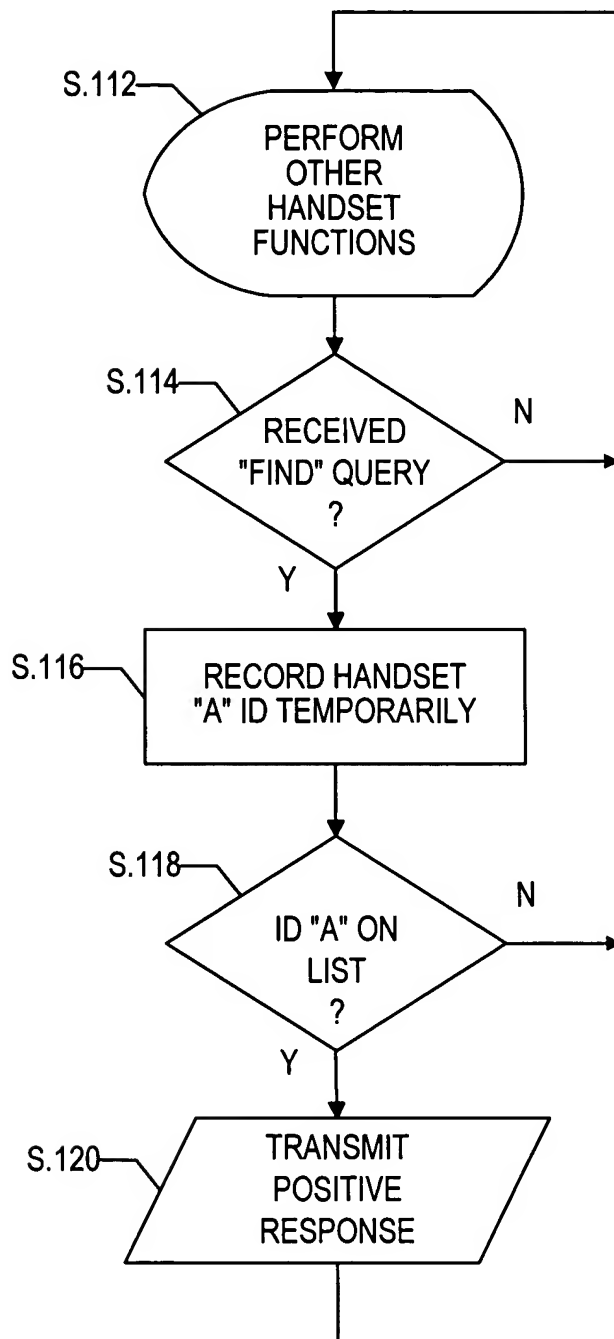 S.112
PERFORM
OTHER
HANDSET
FUNCTIONS
S.114
RECEIVED
"FIND" QUERY
?
N
Y
S.116
RECORD HANDSET
"A" ID TEMPORARILY
S.118
ID "A" ON
LIST
?
N
Y
S.120
TRANSMIT
POSITIVE
RESPONSE